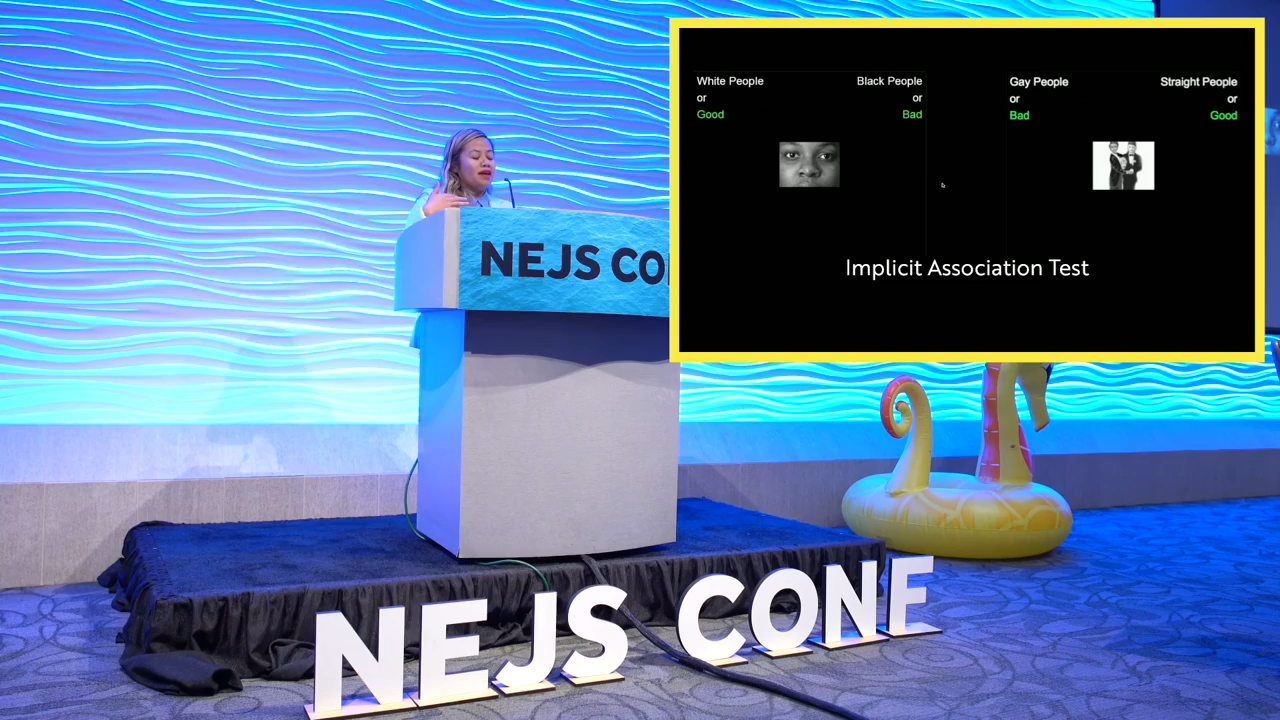 White People
or
Good
Black People
or
Bad
Gay People
or
Bad
Straight People
or
Good
Implicit Association Test
NEJS CO
NEJS CONF